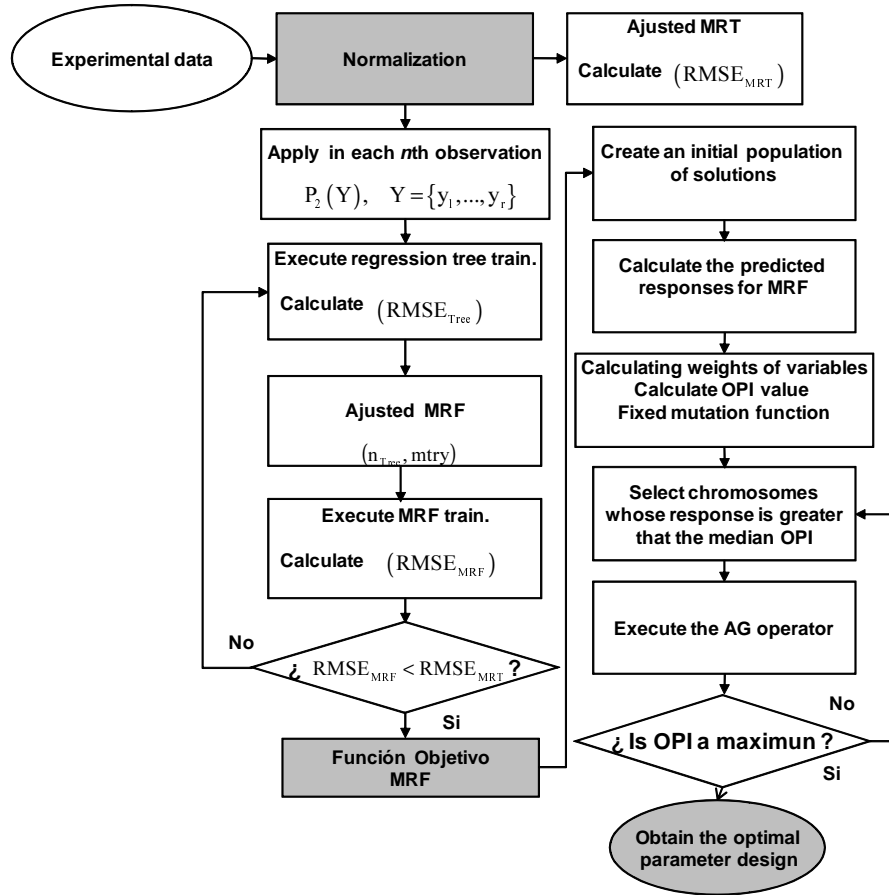 Experimental data
Normalization
Ajusted MRT
Calculate (RMSE_MRT)
Apply in each nth observation
P_2 (Y), Y = {y_l,...,y_r}
Execute regression tree train.
Calculate (RMSE_Tree)
Ajusted MRF
(n_Tree, mtry)
Execute MRF train.
Calculate (RMSE_MRF)
No
¿ RMSE_MRF < RMSE_MRT ?
Si
Función Objetivo
MRF
Create an initial population
of solutions
Calculate the predicted
responses for MRF
Calculating weights of variables
Calculate OPI value
Fixed mutation function
Select chromosomes
whose response is greater
that the median OPI
Execute the AG operator
No
¿ Is OPI a maximun ?
Si
Obtain the optimal
parameter design